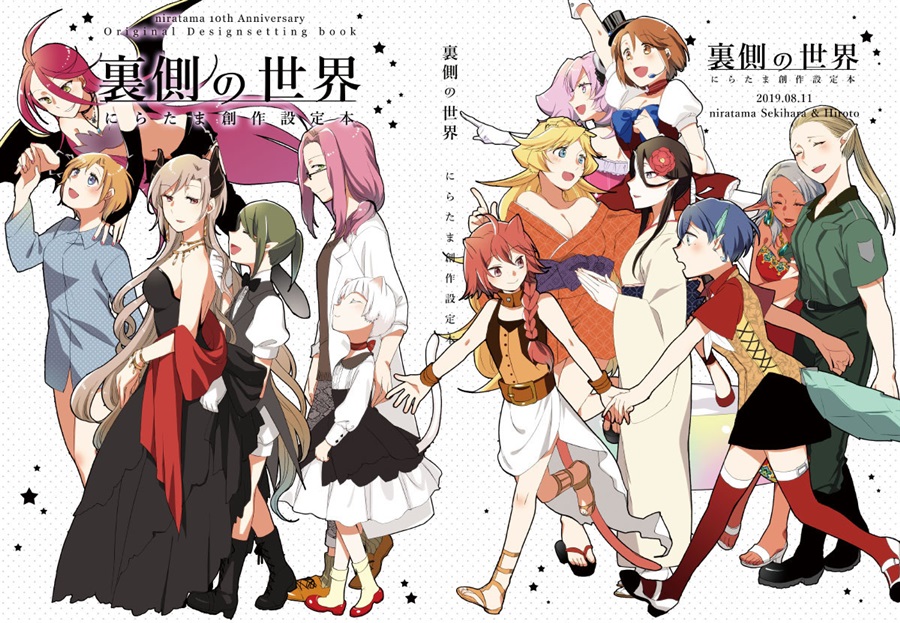 niratama 10th Anniversary
Original Designsetting book
裏側の世界
にらたま創作設定本
裏側の世界 にらたま創作設定
裏側の世界
にらたま創作設定本
2019.08.11
niratama Sekihara & Hiroto